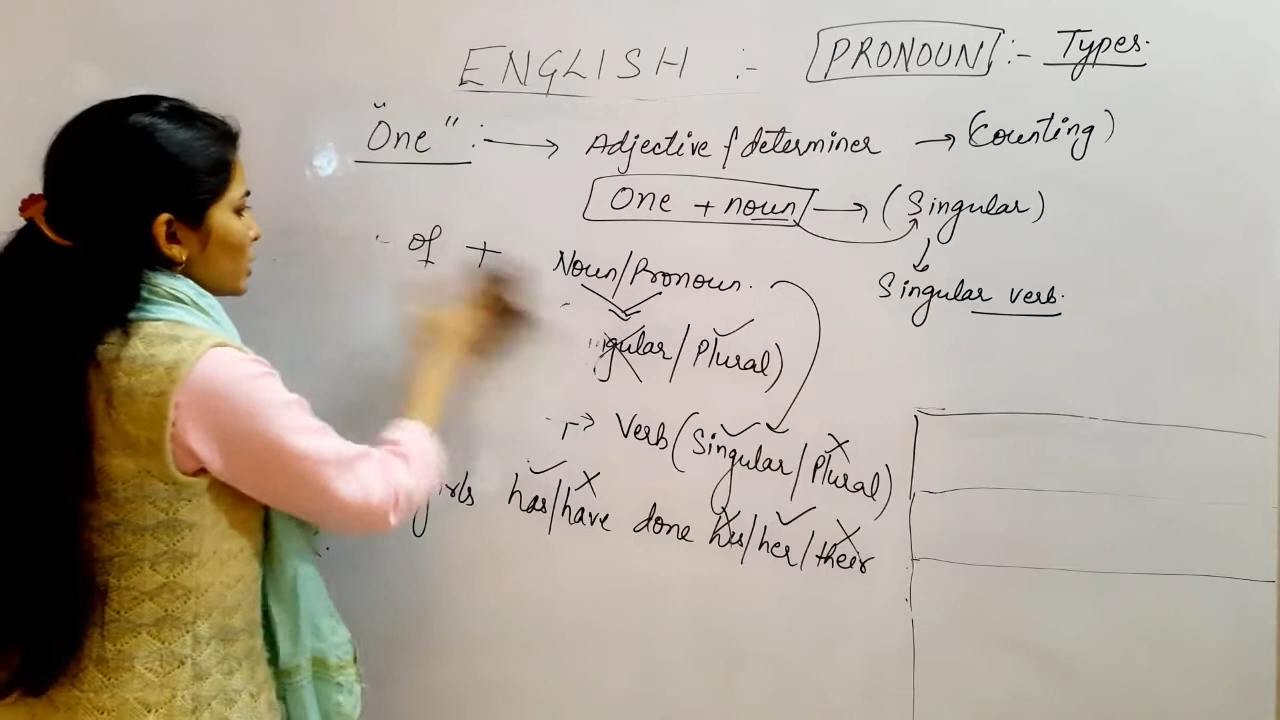 ENGLISH :- PRONOUN :- Types.
"One" : → Adjective / determiner → (Counting)
One + noun → (Singular)
Singular verb.
of + Noun/Pronoun.
/ Plural)
→ Verb (Singular / Plural)
has/have done his/her/their